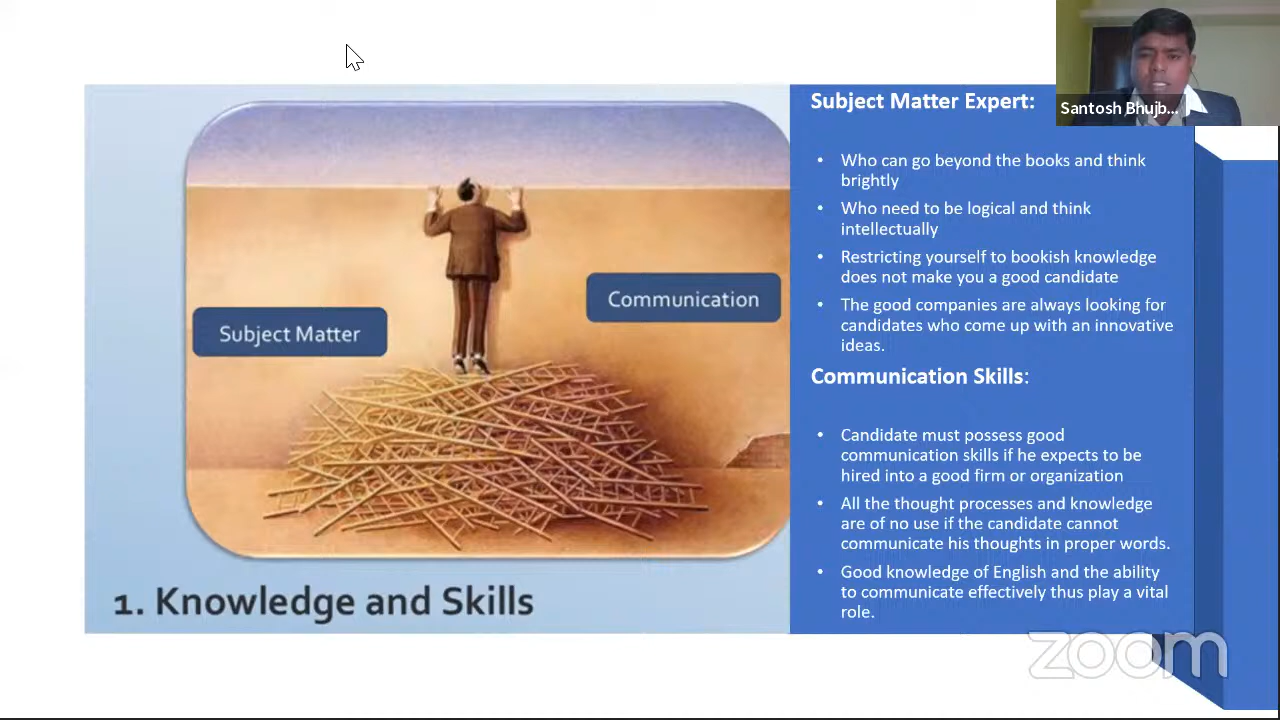 Santosh Bhujb...
Subject Matter Expert:
• Who can go beyond the books and think
brightly
• Who need to be logical and think
intellectually
• Restricting yourself to bookish knowledge
does not make you a good candidate
• The good companies are always looking for
candidates who come up with an innovative
ideas.
Communication Skills:
• Candidate must possess good
communication skills if he expects to be
hired into a good firm or organization
• All the thought processes and knowledge
are of no use if the candidate cannot
communicate his thoughts in proper words.
• Good knowledge of English and the ability
to communicate effectively thus play a vital
role.
Communication
Subject Matter
1. Knowledge and Skills
zoom